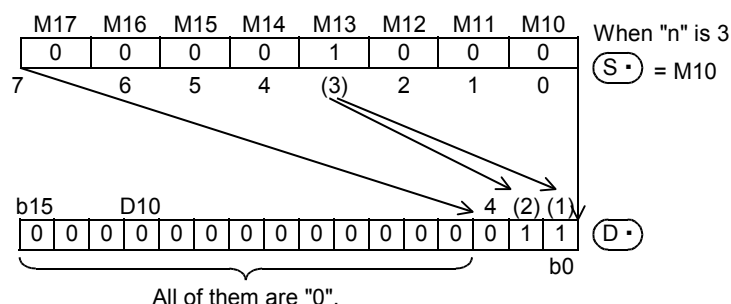 M17 M16 M15 M14 M13 M12 M11 M10
When "n" is 3
0 0 0 0 1 0 0 0
S· = M10
7 6 5 4 (3) 2 1 0
b15 D10 4 (2) (1)
0 0 0 0 0 0 0 0 0 0 0 0 0 0 1 1
D·
b0
All of them are "0".